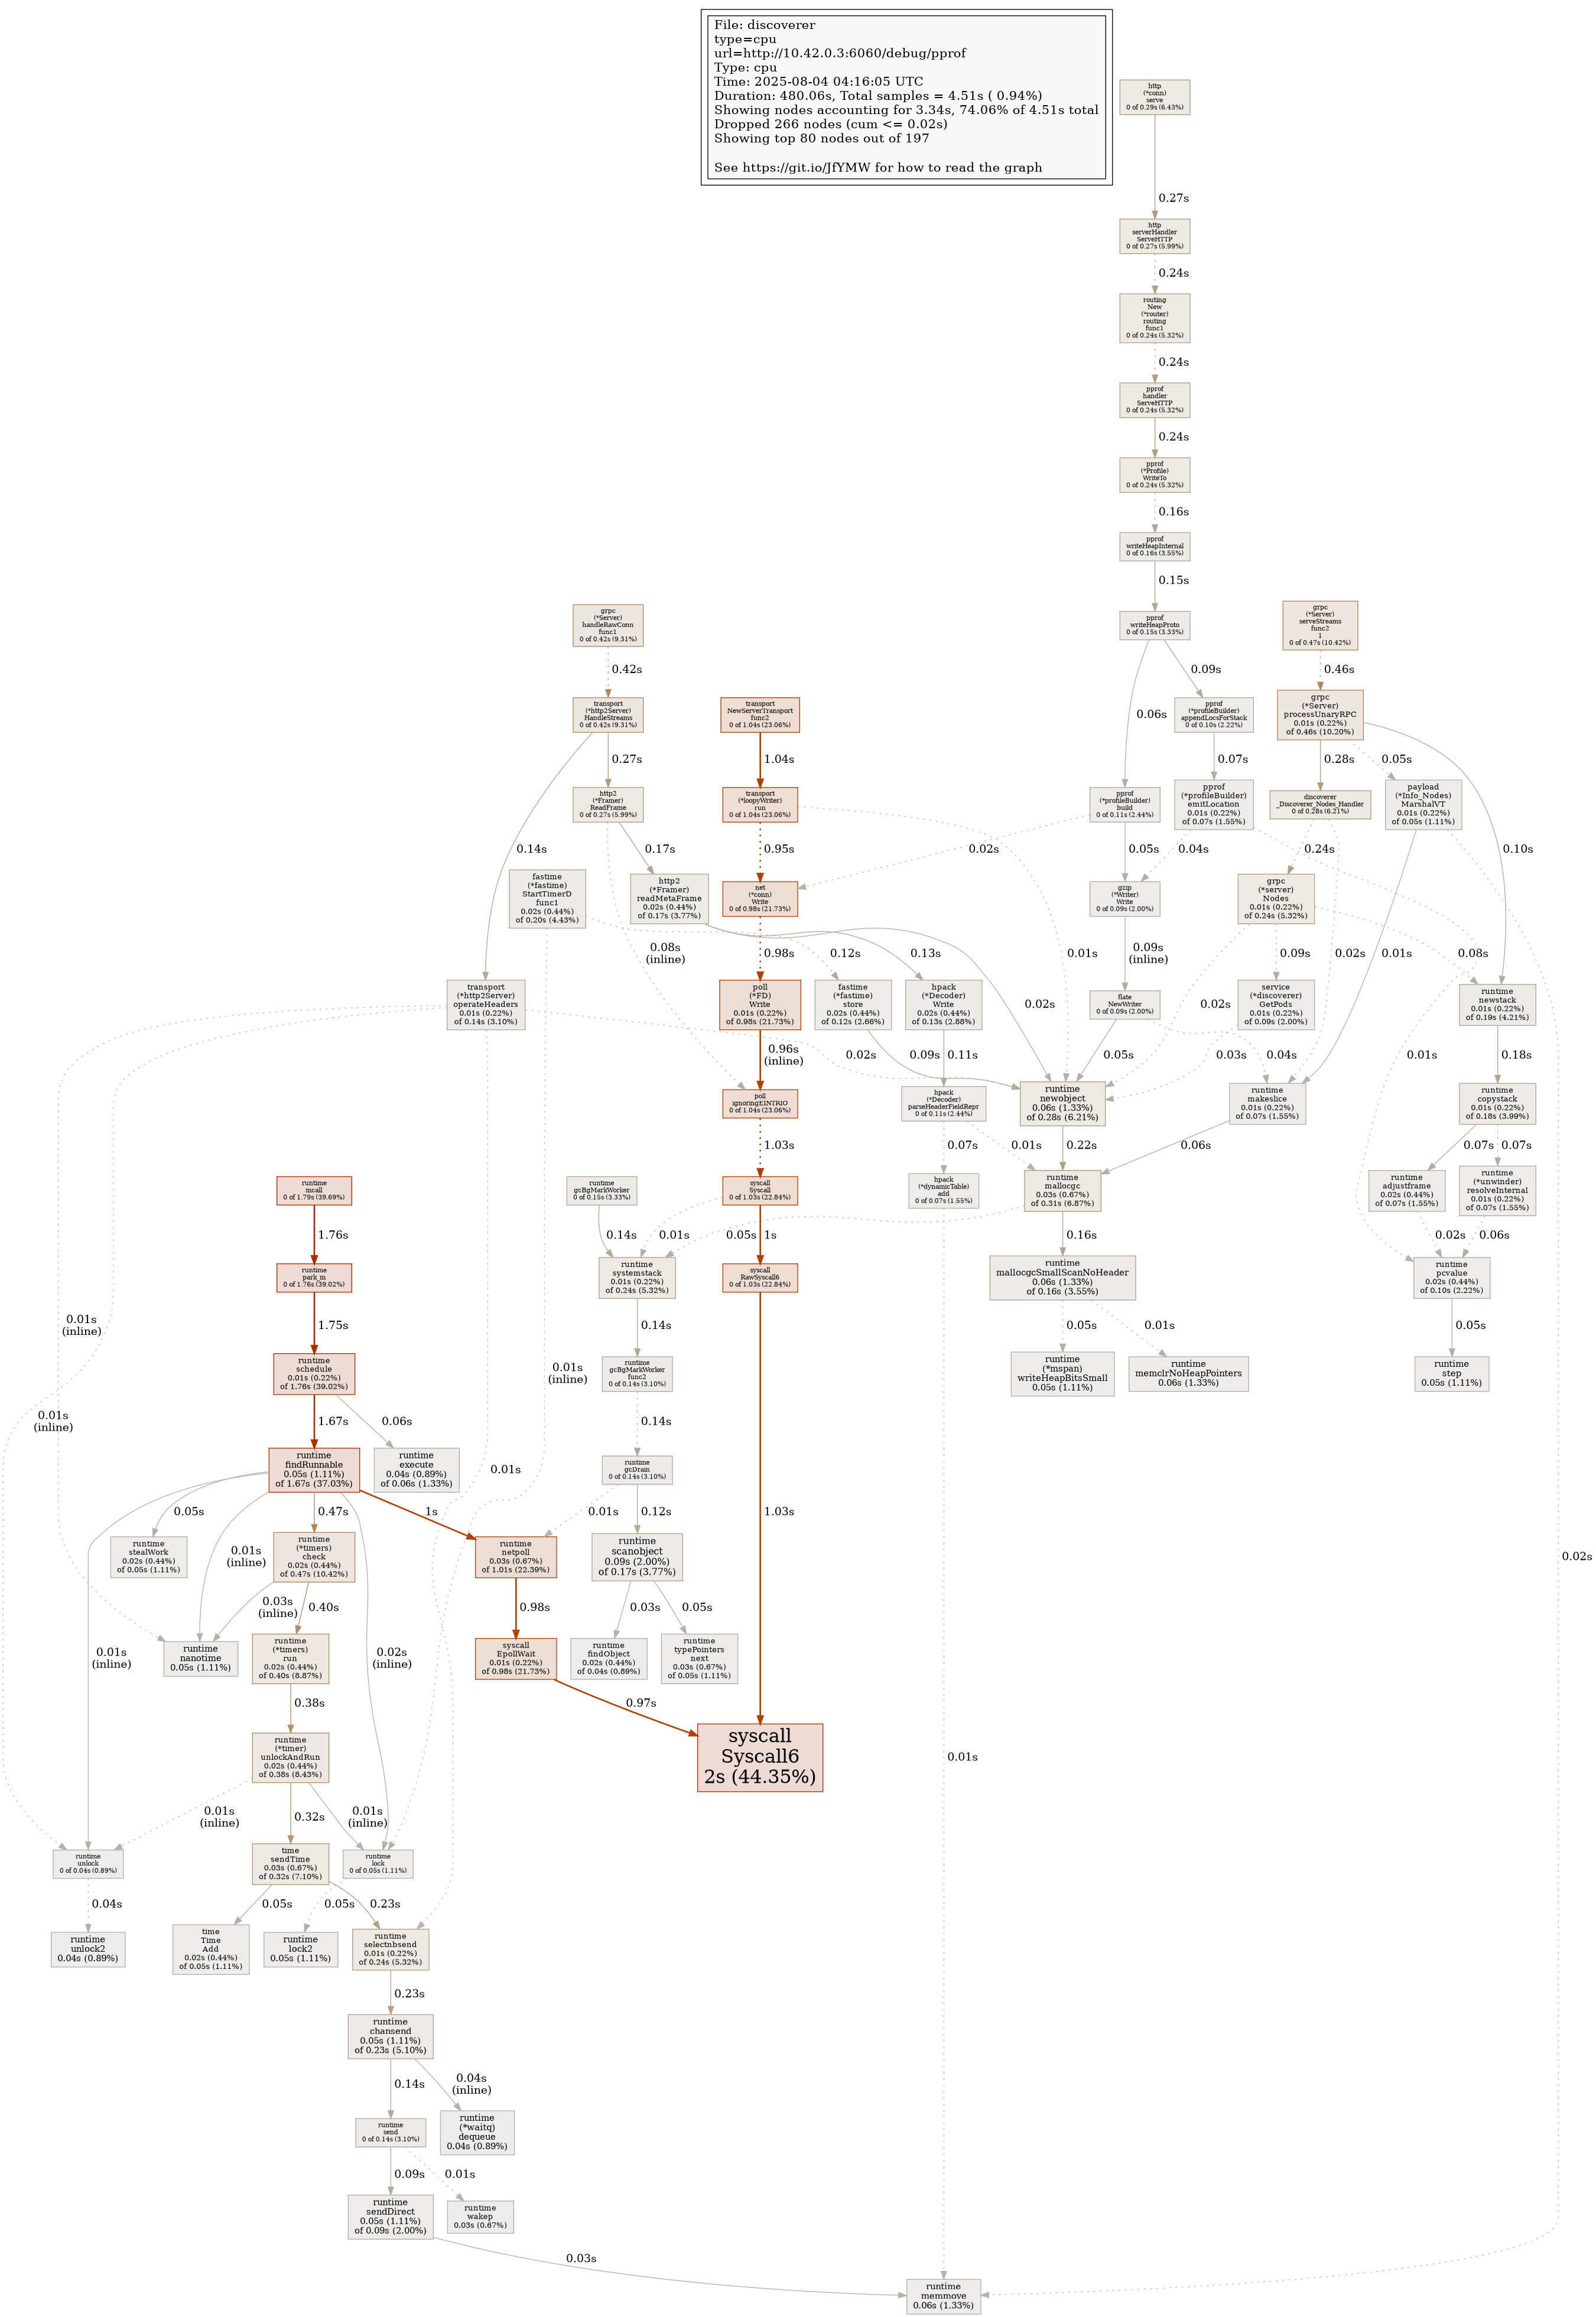 File: discoverer
type=cpu
url=http://10.42.0.3:6060/debug/pprof
Type: cpu
Time: 2025-08-04 04:16:05 UTC
Duration: 480.06s, Total samples = 4.51s ( 0.94%)
Showing nodes accounting for 3.34s, 74.06% of 4.51s total
Dropped 266 nodes (cum <= 0.02s)
Showing top 80 nodes out of 197
See https://git.io/JfYMW for how to read the graph
http
(*conn)
serve
0 of 0.29s (6.43%)
0.27s
http
serverHandler
ServeHTTP
0 of 0.27s (5.99%)
0.24s
routing
New
(*router)
routing
func1
0 of 0.24s (5.32%)
0.24s
pprof
handler
ServeHTTP
0 of 0.24s (5.32%)
0.24s
pprof
(*Profile)
WriteTo
0 of 0.24s (5.32%)
0.16s
pprof
writeHeapInternal
0 of 0.16s (3.55%)
0.15s
grpc
(*Server)
handleRawConn
func1
0 of 0.42s (9.31%)
pprof
writeHeapProto
0 of 0.15s (3.33%)
grpc
(*Server)
serveStreams
func2
1
0 of 0.47s (10.42%)
0.42s
0.09s
0.46s
transport
(*http2Server)
HandleStreams
0 of 0.42s (9.31%)
transport
NewServerTransport
func2
0 of 1.04s (23.06%)
0.06s
pprof
(*profileBuilder)
appendLocsForStack
0 of 0.10s (2.22%)
grpc
(*Server)
processUnaryRPC
0.01s (0.22%)
of 0.46s (10.20%)
0.27s
1.04s
0.07s
0.28s
0.05s
http2
(*Framer)
ReadFrame
0 of 0.27s (5.99%)
transport
(*loopyWriter)
run
0 of 1.04s (23.06%)
pprof
(*profileBuilder)
build
0 of 0.11s (2.44%)
pprof
(*profileBuilder)
emitLocation
0.01s (0.22%)
of 0.07s (1.55%)
discoverer
_Discoverer_Nodes_Handler
0 of 0.28s (6.21%)
payload
(*Info_Nodes)
MarshalVT
0.01s (0.22%)
of 0.05s (1.11%)
0.14s
0.17s
0.95s
0.02s
0.05s
0.04s
0.24s
0.10s
fastime
(*fastime)
StartTimerD
func1
0.02s (0.44%)
of 0.20s (4.43%)
http2
(*Framer)
readMetaFrame
0.02s (0.44%)
of 0.17s (3.77%)
net
(*conn)
Write
0 of 0.98s (21.73%)
gzip
(*Writer)
Write
0 of 0.09s (2.00%)
grpc
(*server)
Nodes
0.01s (0.22%)
of 0.24s (5.32%)
0.08s
(inline)
0.98s
0.12s
0.13s
0.01s
0.09s
(inline)
0.09s
0.02s
0.01s
0.08s
transport
(*http2Server)
operateHeaders
0.01s (0.22%)
of 0.14s (3.10%)
poll
(*FD)
Write
0.01s (0.22%)
of 0.98s (21.73%)
fastime
(*fastime)
store
0.02s (0.44%)
of 0.12s (2.66%)
hpack
(*Decoder)
Write
0.02s (0.44%)
of 0.13s (2.88%)
0.02s
flate
NewWriter
0 of 0.09s (2.00%)
0.02s
service
(*discoverer)
GetPods
0.01s (0.22%)
of 0.09s (2.00%)
runtime
newstack
0.01s (0.22%)
of 0.19s (4.21%)
0.96s
(inline)
0.02s
0.09s
0.11s
0.05s
0.03s
0.04s
0.01s
0.18s
poll
ignoringEINTRIO
0 of 1.04s (23.06%)
hpack
(*Decoder)
parseHeaderFieldRepr
0 of 0.11s (2.44%)
runtime
newobject
0.06s (1.33%)
of 0.28s (6.21%)
runtime
makeslice
0.01s (0.22%)
of 0.07s (1.55%)
runtime
copystack
0.01s (0.22%)
of 0.18s (3.99%)
1.03s
0.07s
0.01s
0.22s
0.06s
0.07s
0.07s
runtime
mcall
0 of 1.79s (39.69%)
runtime
gcBgMarkWorker
0 of 0.15s (3.33%)
syscall
Syscall
0 of 1.03s (22.84%)
hpack
(*dynamicTable)
add
0 of 0.07s (1.55%)
runtime
mallocgc
0.03s (0.67%)
of 0.31s (6.87%)
runtime
adjustframe
0.02s (0.44%)
of 0.07s (1.55%)
runtime
(*unwinder)
resolveInternal
0.01s (0.22%)
of 0.07s (1.55%)
1.76s
0.14s
0.01s
0.05s
1s
0.16s
0.02s
0.06s
runtime
park_m
0 of 1.76s (39.02%)
runtime
systemstack
0.01s (0.22%)
of 0.24s (5.32%)
syscall
RawSyscall6
0 of 1.03s (22.84%)
runtime
mallocgcSmallScanNoHeader
0.06s (1.33%)
of 0.16s (3.55%)
runtime
pcvalue
0.02s (0.44%)
of 0.10s (2.22%)
0.01s
(inline)
1.75s
0.14s
0.05s
0.01s
0.05s
runtime
schedule
0.01s (0.22%)
of 1.76s (39.02%)
0.01s
(inline)
runtime
gcBgMarkWorker
func2
0 of 0.14s (3.10%)
runtime
(*mspan)
writeHeapBitsSmall
0.05s (1.11%)
runtime
memclrNoHeapPointers
0.06s (1.33%)
runtime
step
0.05s (1.11%)
0.01s
(inline)
1.67s
0.06s
0.14s
runtime
findRunnable
0.05s (1.11%)
of 1.67s (37.03%)
runtime
execute
0.04s (0.89%)
of 0.06s (1.33%)
0.01s
runtime
gcDrain
0 of 0.14s (3.10%)
0.05s
0.47s
1s
0.01s
0.12s
1.03s
runtime
stealWork
0.02s (0.44%)
of 0.05s (1.11%)
0.01s
(inline)
runtime
(*timers)
check
0.02s (0.44%)
of 0.47s (10.42%)
runtime
netpoll
0.03s (0.67%)
of 1.01s (22.39%)
runtime
scanobject
0.09s (2.00%)
of 0.17s (3.77%)
0.02s
0.03s
(inline)
0.40s
0.98s
0.03s
0.05s
0.01s
(inline)
runtime
nanotime
0.05s (1.11%)
runtime
(*timers)
run
0.02s (0.44%)
of 0.40s (8.87%)
0.02s
(inline)
syscall
EpollWait
0.01s (0.22%)
of 0.98s (21.73%)
runtime
findObject
0.02s (0.44%)
of 0.04s (0.89%)
runtime
typePointers
next
0.03s (0.67%)
of 0.05s (1.11%)
0.38s
0.97s
runtime
(*timer)
unlockAndRun
0.02s (0.44%)
of 0.38s (8.43%)
syscall
Syscall6
2s (44.35%)
0.01s
0.01s
(inline)
0.32s
0.01s
(inline)
runtime
unlock
0 of 0.04s (0.89%)
time
sendTime
0.03s (0.67%)
of 0.32s (7.10%)
runtime
lock
0 of 0.05s (1.11%)
0.04s
0.05s
0.05s
0.23s
runtime
unlock2
0.04s (0.89%)
time
Time
Add
0.02s (0.44%)
of 0.05s (1.11%)
runtime
lock2
0.05s (1.11%)
runtime
selectnbsend
0.01s (0.22%)
of 0.24s (5.32%)
0.23s
runtime
chansend
0.05s (1.11%)
of 0.23s (5.10%)
0.14s
0.04s
(inline)
runtime
send
0 of 0.14s (3.10%)
runtime
(*waitq)
dequeue
0.04s (0.89%)
0.09s
0.01s
runtime
sendDirect
0.05s (1.11%)
of 0.09s (2.00%)
runtime
wakep
0.03s (0.67%)
0.03s
runtime
memmove
0.06s (1.33%)